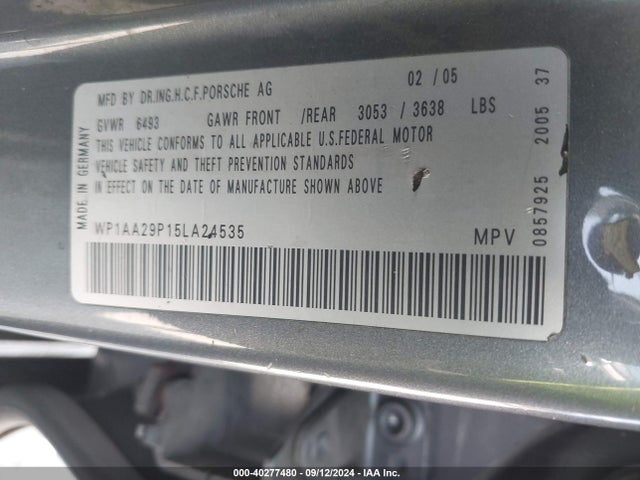 MFD BY DR.ING.H.C.F.PORSCHE AG 02 / 05
GVWR 6493 GAWR FRONT /REAR 3053 / 3638 LBS
THIS VEHICLE CONFORMS TO ALL APPLICABLE U.S.FEDERAL MOTOR
VEHICLE SAFETY AND THEFT PREVENTION STANDARDS
IN EFFECT ON THE DATE OF MANUFACTURE SHOWN ABOVE
WP1AA29P15LA24535 MPV
MADE IN GERMANY
0857925 2005 37
000-40277480 - 09/12/2024 - IAA Inc.